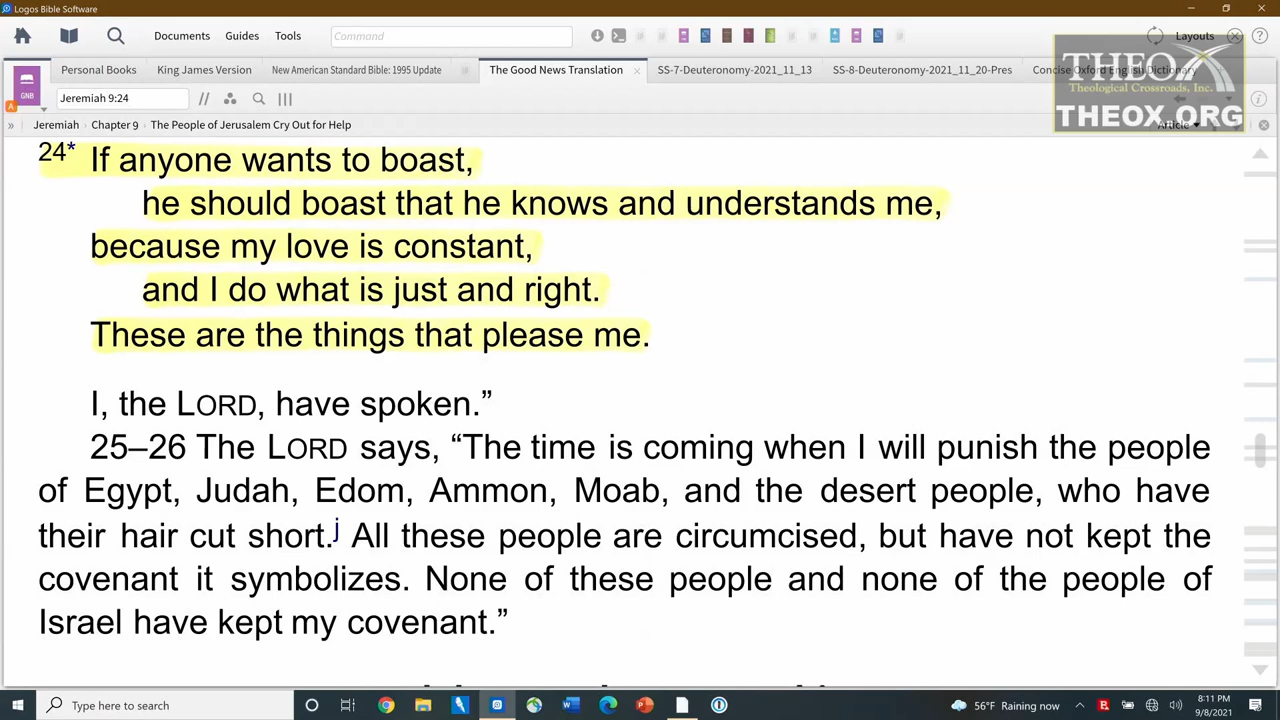 Logos Bible Software
Documents Guides Tools Command Layouts
Personal Books King James Version New American Standa The Good News Translation SS-7-Deuteronomy-2021_11_13 SS-8-Deuteronomy-2021_11_20-Pres Concise Oxford English Dictionary
THEOX
Theological Crossroads, Inc.
THEOX.ORG
GNB
A
Jeremiah 9:24
Jeremiah › Chapter 9 › The People of Jerusalem Cry Out for Help Article
24* If anyone wants to boast,
he should boast that he knows and understands me,
because my love is constant,
and I do what is just and right.
These are the things that please me.
I, the LORD, have spoken.”
25–26 The LORD says, “The time is coming when I will punish the people
of Egypt, Judah, Edom, Ammon, Moab, and the desert people, who have
their hair cut short.j All these people are circumcised, but have not kept the
covenant it symbolizes. None of these people and none of the people of
Israel have kept my covenant.”
Type here to search
56°F Raining now
8:11 PM
9/8/2021